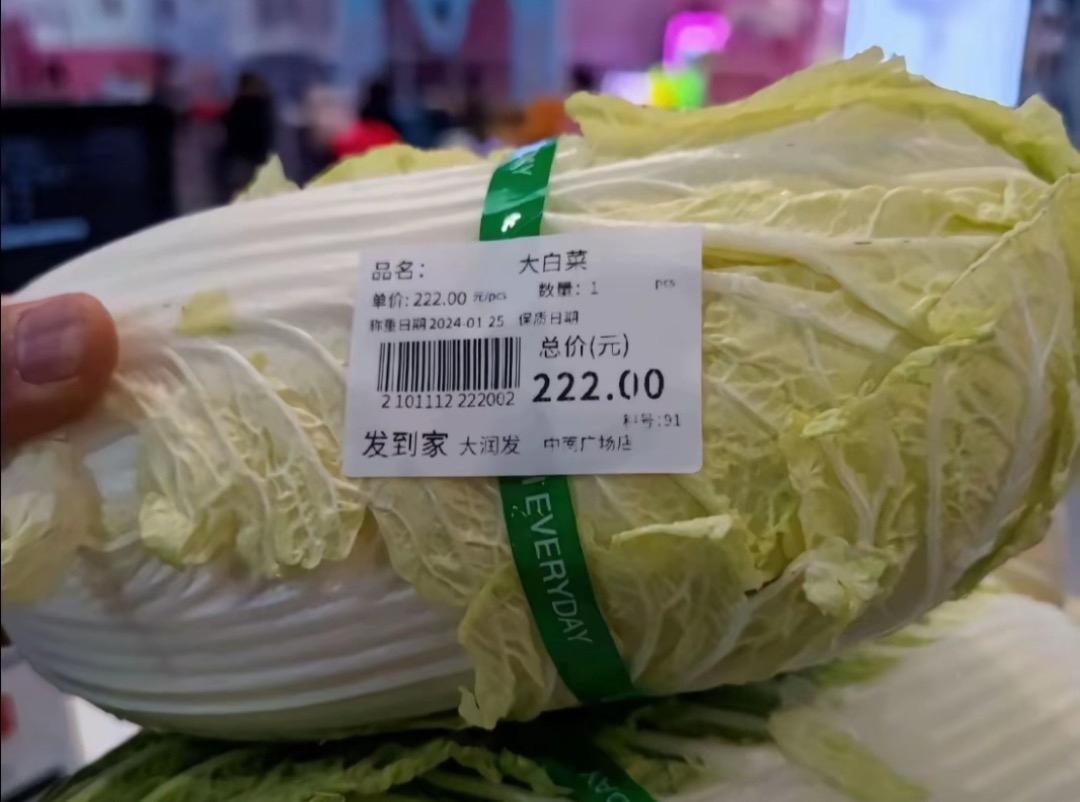 品名: 大白菜
单价: 222.00 元/pcs 数量: 1 pcs
称重日期 2024-01 25 保质日期
总价(元)
222.00
2 101112 222002
料号:91
发到家 大润发 广场店
EVERYDAY
DAY